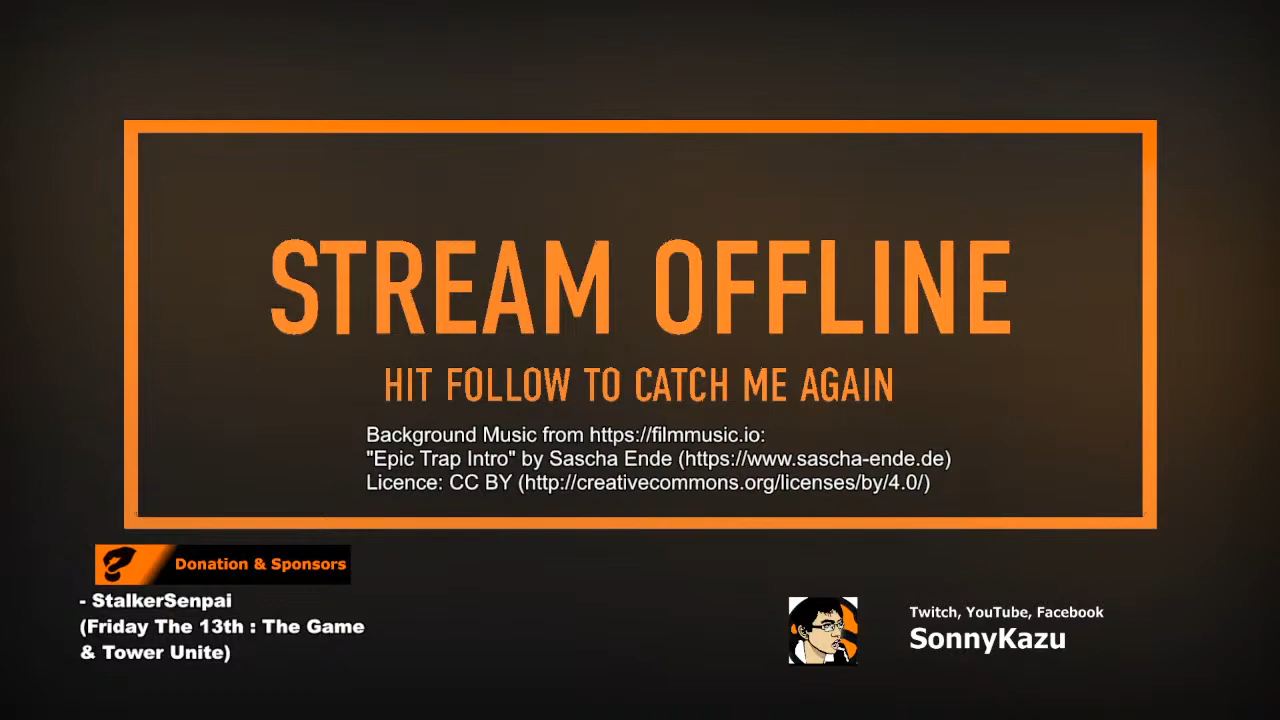 STREAM OFFLINE
HIT FOLLOW TO CATCH ME AGAIN
Background Music from https://filmmusic.io:
"Epic Trap Intro" by Sascha Ende (https://www.sascha-ende.de)
Licence: CC BY (http://creativecommons.org/licenses/by/4.0/)
Donation & Sponsors
- StalkerSenpai
(Friday The 13th : The Game
& Tower Unite)
Twitch, YouTube, Facebook
SonnyKazu